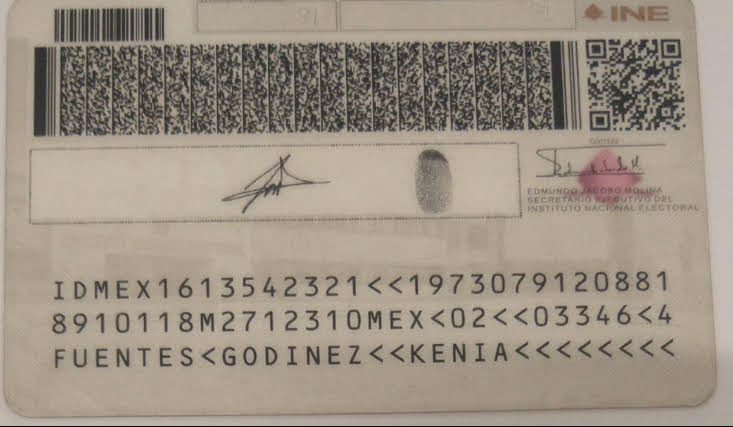 INE
EDMUNDO JACOBO MOLINA
SECRETARIO EJECUTIVO DEL
INSTITUTO NACIONAL ELECTORAL
IDMEX1613542321<<1973079120881
8910118M2712310MEX<02<<03346<4
FUENTES<GODINEZ<<KENIA<<<<<<<<